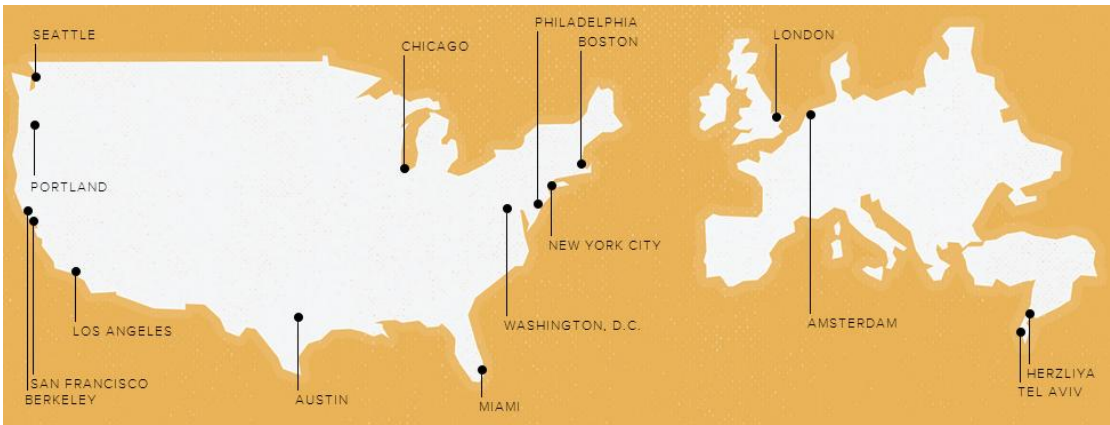 PHILADELPHIA
SEATTLE
LONDON
BOSTON
CHICAGO
PORTLAND
NEW YORK CITY
AMSTERDAM
WASHINGTON, D.C.
LOS ANGELES
HERZLIYA
SAN FRANCISCO
TEL AVIV
BERKELEY
AUSTIN
MIAMI